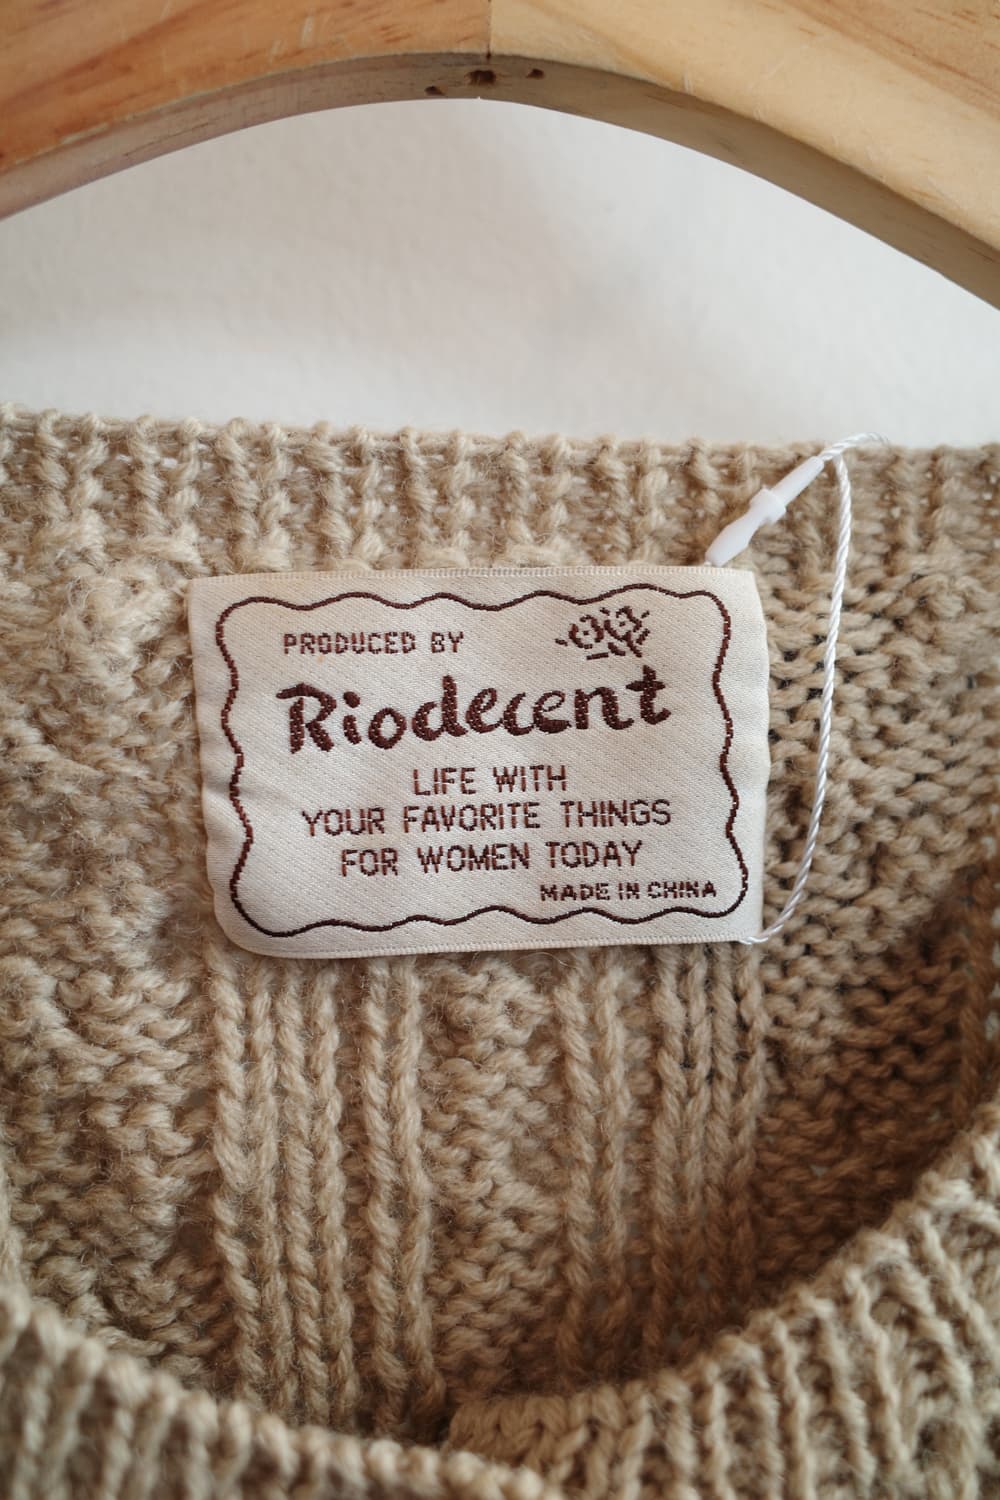 PRODUCED BY
Riodecent
LIFE WITH
YOUR FAVORITE THINGS
FOR WOMEN TODAY
MADE IN CHINA